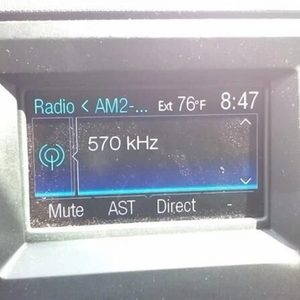 Radio < AM2-... Ext 76°F 8:47
570 kHz
Mute AST Direct -